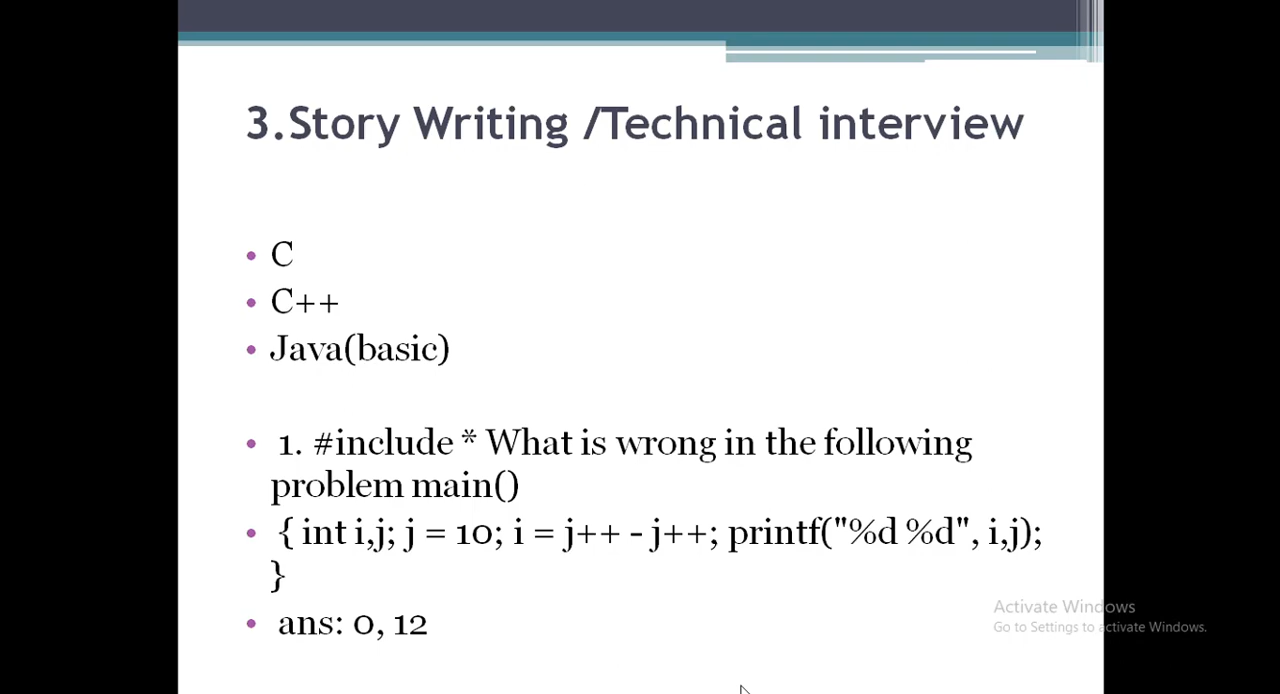 3.Story Writing /Technical interview
• C
• C++
• Java(basic)
• 1. #include * What is wrong in the following
problem main()
• { int i,j; j = 10; i = j++ - j++; printf("%d %d", i,j);
}
• ans: 0, 12
Activate Windows
Go to Settings to activate Windows.